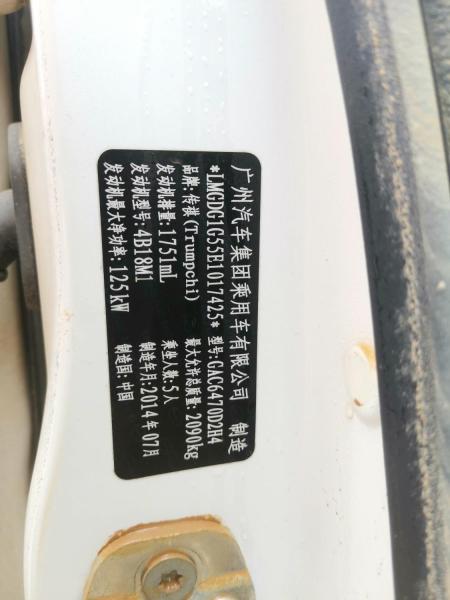 广州汽车集团乘用车有限公司 制造
*LMGDG1G55E1017425* 型号:GAC6470D2H4
品牌:传祺(Trumpchi) 最大允许总质量:2090kg
发动机排量:1751mL 乘坐人数:5人
发动机型号:4B18M1 制造年月:2014年07月
发动机最大净功率:125kW 制造国:中国